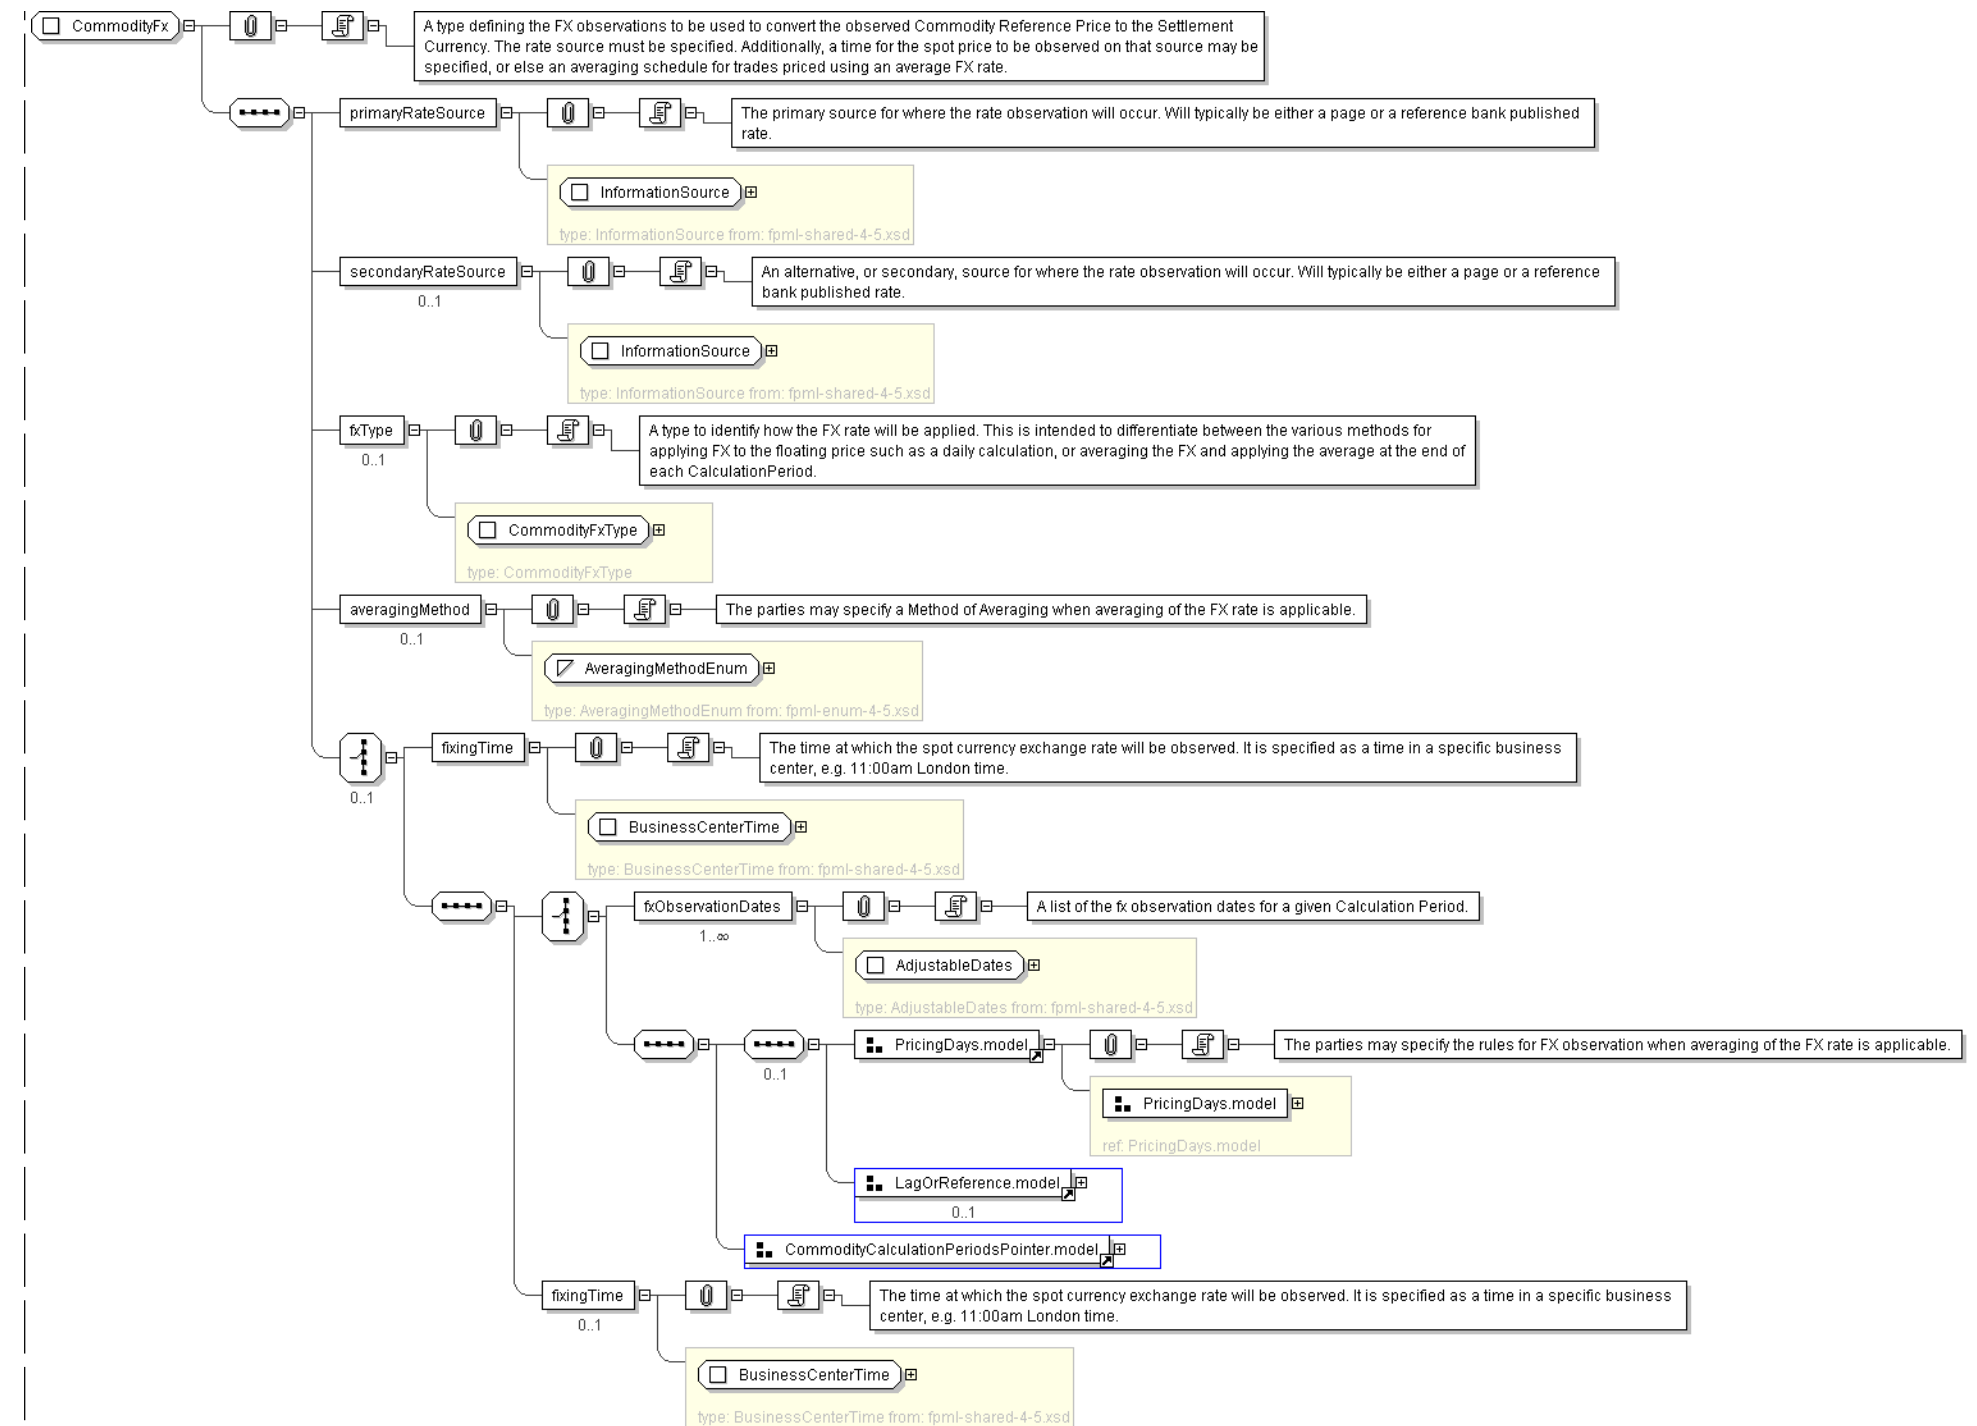 CommodityFx
A type defining the FX observations to be used to convert the observed Commodity Reference Price to the Settlement
Currency. The rate source must be specified. Additionally, a time for the spot price to be observed on that source may be
specified, or else an averaging schedule for trades priced using an average FX rate.
primaryRateSource
The primary source for where the rate observation will occur. Will typically be either a page or a reference bank published
rate.
InformationSource
type: InformationSource from: fpml-shared-4-5.xsd
secondaryRateSource
0..1
An alternative, or secondary, source for where the rate observation will occur. Will typically be either a page or a reference
bank published rate.
InformationSource
type: InformationSource from: fpml-shared-4-5.xsd
fxType
0..1
A type to identify how the FX rate will be applied. This is intended to differentiate between the various methods for
applying FX to the floating price such as a daily calculation, or averaging the FX and applying the average at the end of
each CalculationPeriod.
CommodityFxType
type: CommodityFxType
averagingMethod
0..1
The parties may specify a Method of Averaging when averaging of the FX rate is applicable.
AveragingMethodEnum
type: AveragingMethodEnum from: fpml-enum-4-5.xsd
0..1
fixingTime
The time at which the spot currency exchange rate will be observed. It is specified as a time in a specific business
center, e.g. 11:00am London time.
BusinessCenterTime
type: BusinessCenterTime from: fpml-shared-4-5.xsd
fxObservationDates
1..∞
A list of the fx observation dates for a given Calculation Period.
AdjustableDates
type: AdjustableDates from: fpml-shared-4-5.xsd
0..1
PricingDays.model
The parties may specify the rules for FX observation when averaging of the FX rate is applicable.
PricingDays.model
ref: PricingDays.model
LagOrReference.model
0..1
CommodityCalculationPeriodsPointer.model
fixingTime
0..1
The time at which the spot currency exchange rate will be observed. It is specified as a time in a specific business
center, e.g. 11:00am London time.
BusinessCenterTime
type: BusinessCenterTime from: fpml-shared-4-5.xsd